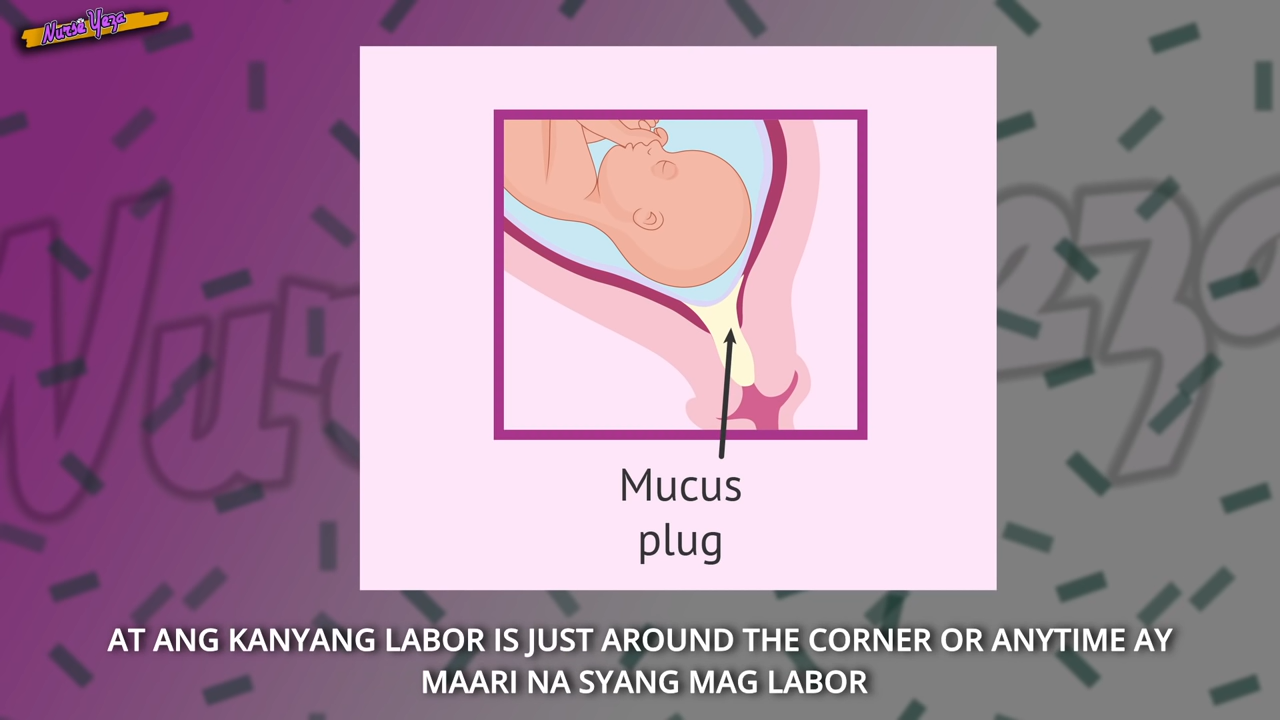 Nurse Yeza
Mucus
plug
AT ANG KANYANG LABOR IS JUST AROUND THE CORNER OR ANYTIME AY
MAARI NA SYANG MAG LABOR